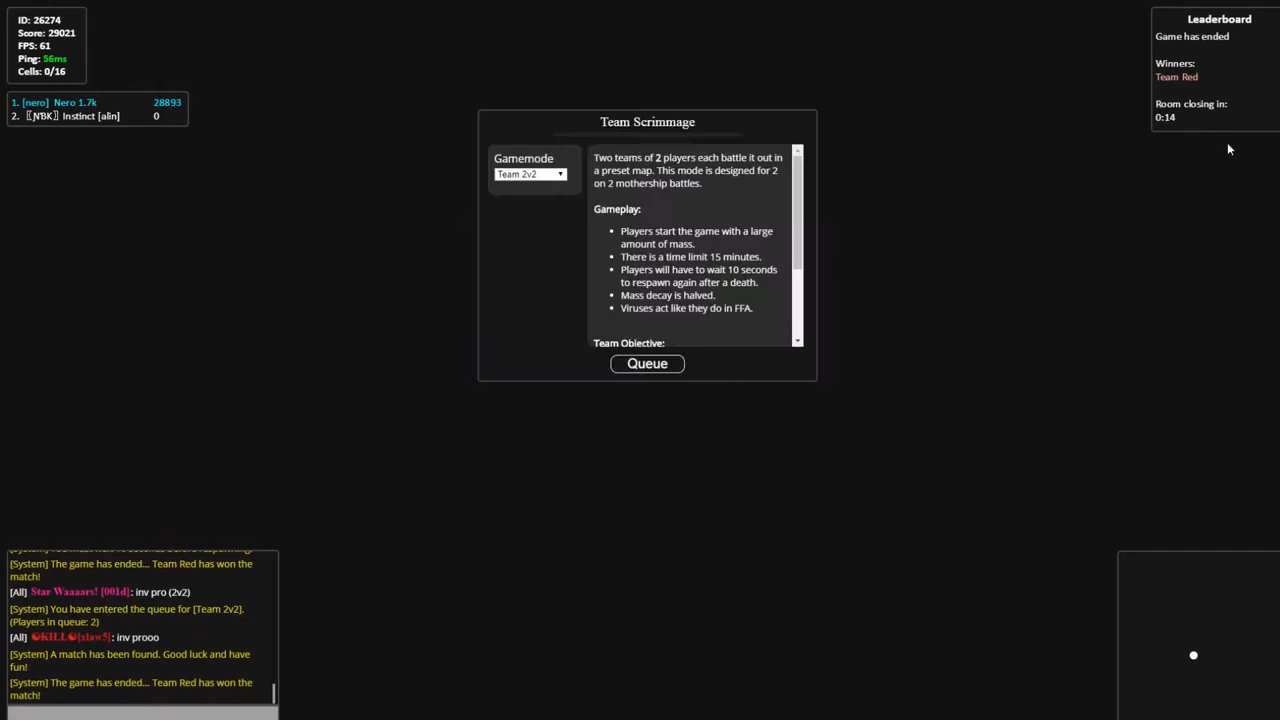 ID: 26274
Score: 29021
FPS: 61
Ping: 56ms
Cells: 0/16
1. [nero] Nero 1.7k 28893
2. Instinct [alin] 0
Team Scrimmage
Gamemode
Team 2v2
Two teams of 2 players each battle it out in
a preset map. This mode is designed for 2
on 2 mothership battles.
Gameplay:
• Players start the game with a large
amount of mass.
• There is a time limit 15 minutes.
• Players will have to wait 10 seconds
to respawn again after a death.
• Mass decay is halved.
• Viruses act like they do in FFA.
Team Objective:
Queue
Leaderboard
Game has ended
Winners:
Team Red
Room closing in:
0:14
[System] The game has ended... Team Red has won the
match!
[All] Star Waaaars! [001d]: inv pro (2v2)
[System] You have entered the queue for [Team 2v2].
(Players in queue: 2)
[All] KILL [alaw5]: inv prooo
[System] A match has been found. Good luck and have
fun!
[System] The game has ended... Team Red has won the
match!